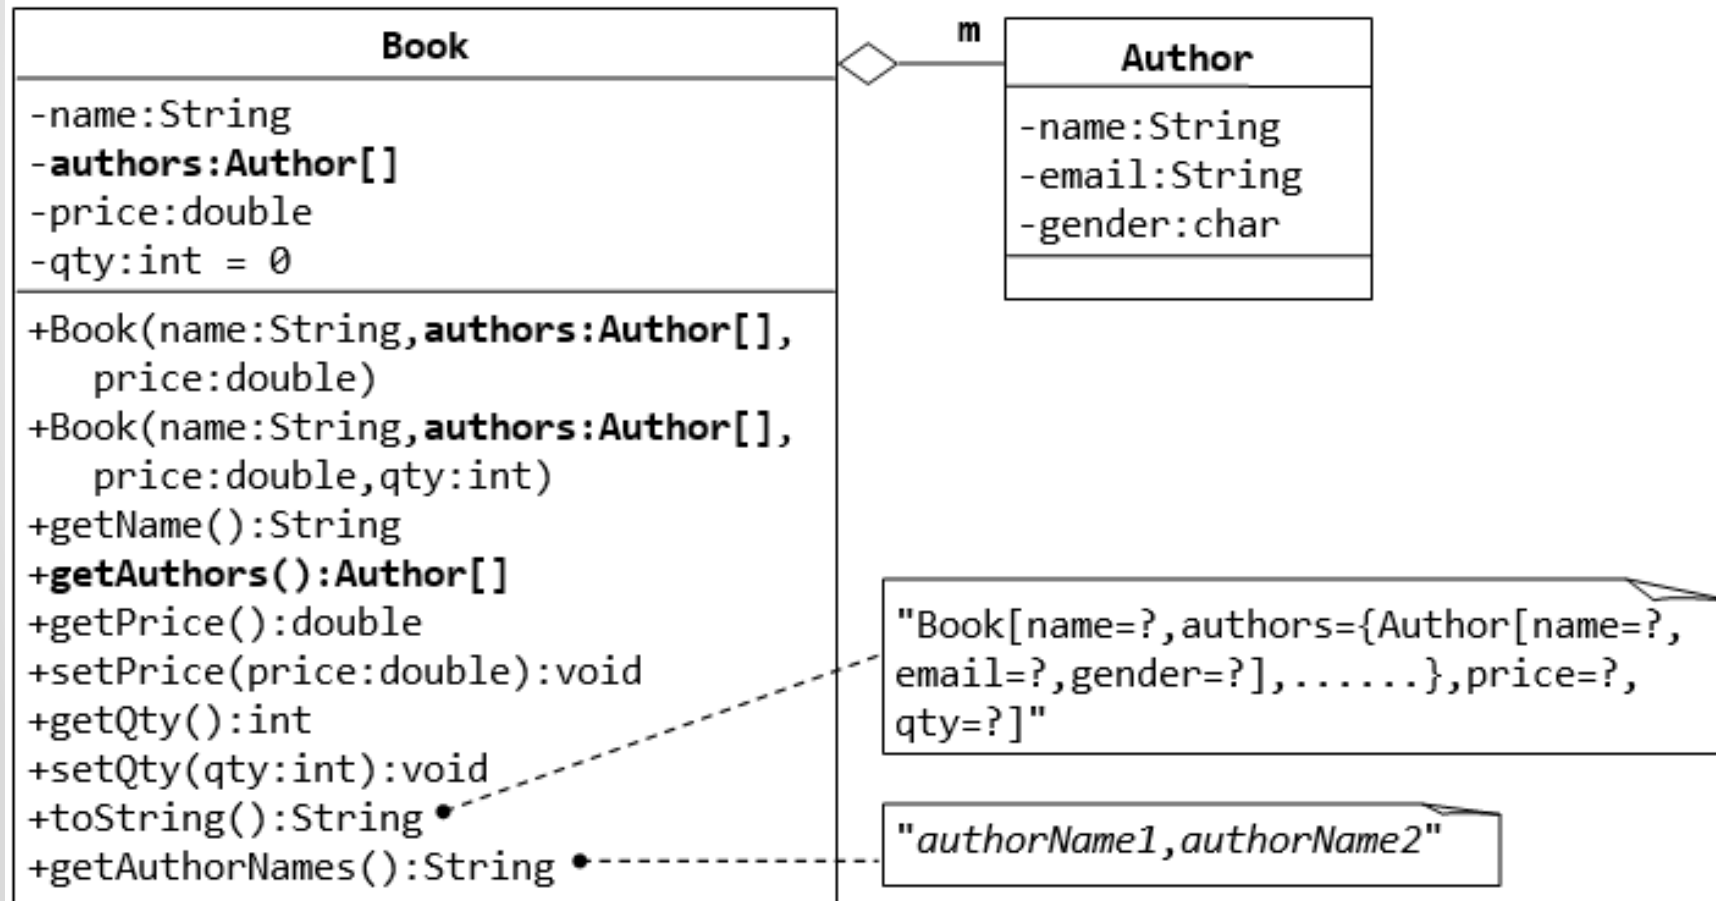 Book
-name:String
-authors:Author[]
-price:double
-qty:int = 0
+Book(name:String,authors:Author[],
price:double)
+Book(name:String,authors:Author[],
price:double,qty:int)
+getName():String
+getAuthors():Author[]
+getPrice():double
+setPrice(price:double):void
+getQty():int
+setQty(qty:int):void
+toString():String
+getAuthorNames():String
m
Author
-name:String
-email:String
-gender:char
"Book[name=?,authors={Author[name=?,
email=?,gender=?],......},price=?,
qty=?]"
"authorName1,authorName2"